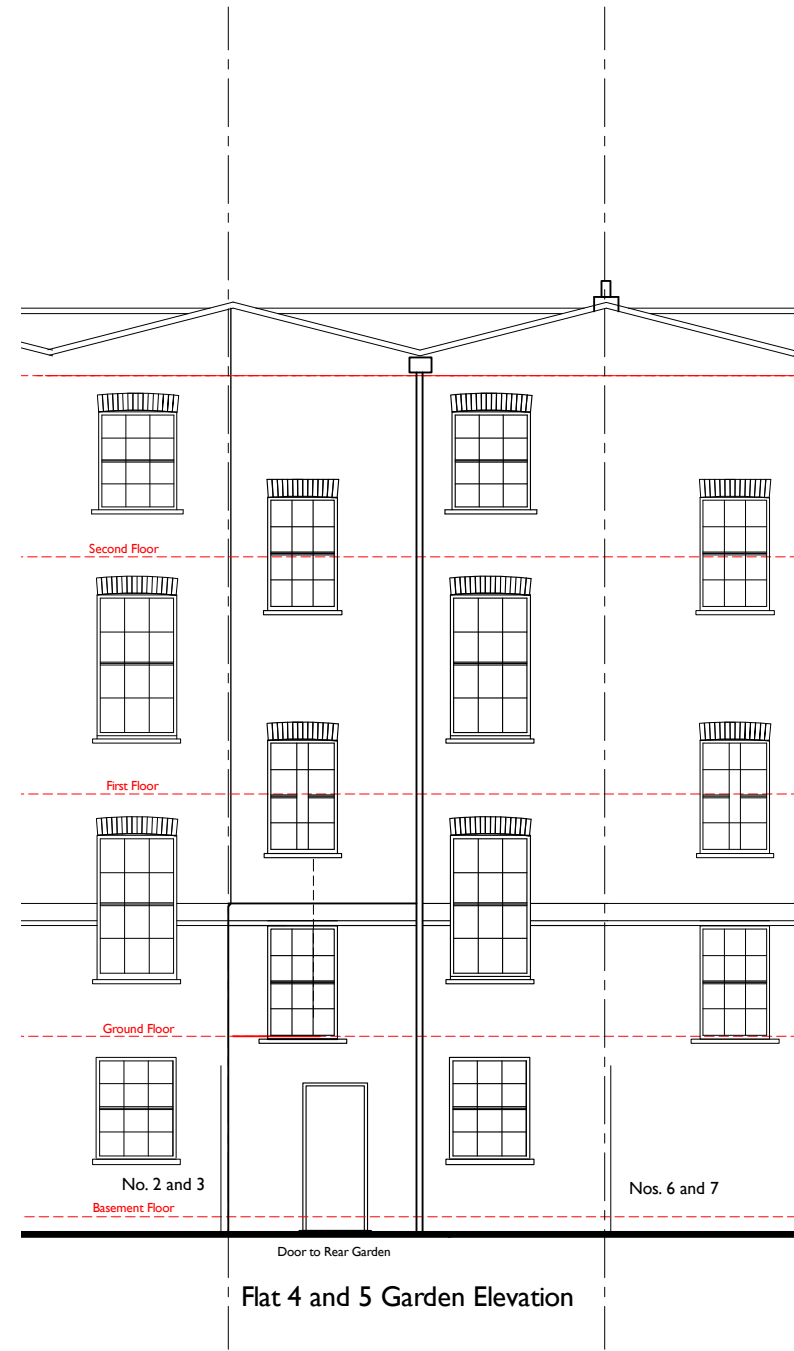 Second Floor
First Floor
Ground Floor
No. 2 and 3
Nos. 6 and 7
Basement Floor
Door to Rear Garden
Flat 4 and 5 Garden Elevation